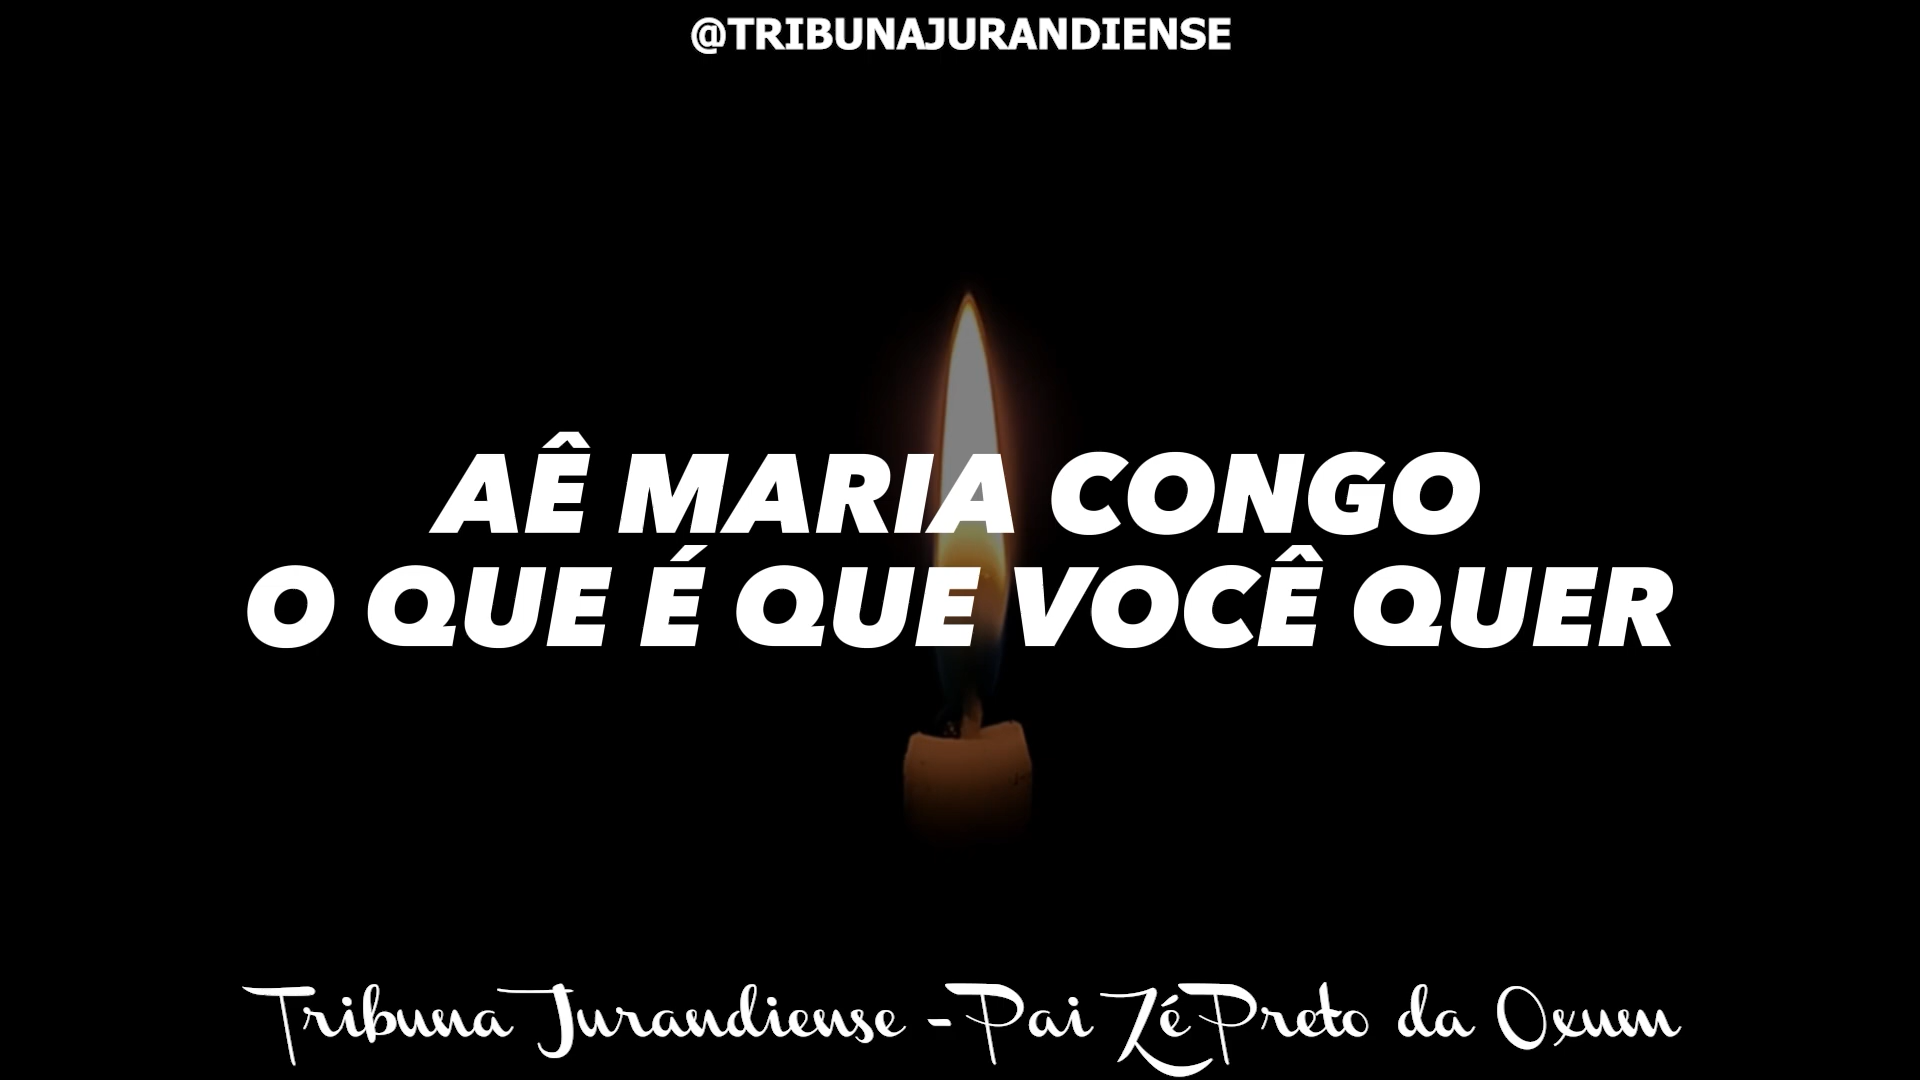 @TRIBUNAJURANDIENSE
AÊ MARIA CONGO
O QUE É QUE VOCÊ QUER
Tribuna Jurandiense - Pai Zé Preto da Oxum